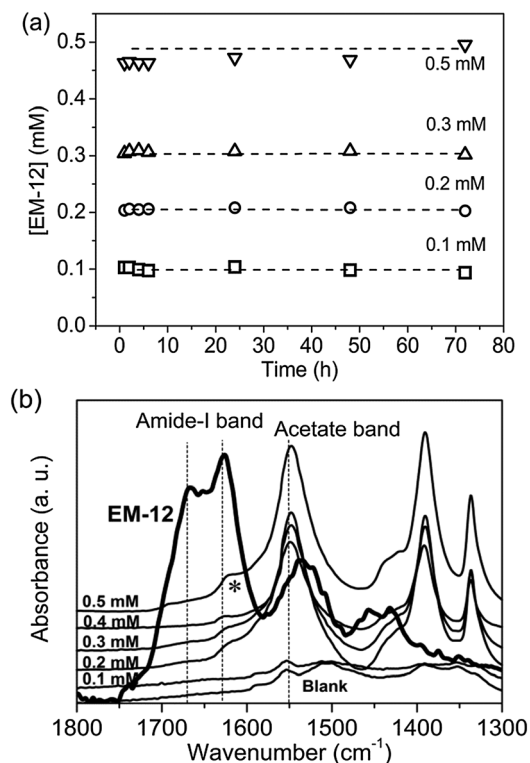 (a)
0.5
0.4
0.3
0.2
0.1
0.0
[EM-12] (mM)
0.5 mM
0.3 mM
0.2 mM
0.1 mM
0 10 20 30 40 50 60 70 80
Time (h)
(b)
Amide-I band
Acetate band
EM-12
*
0.5 mM
0.4 mM
0.3 mM
0.2 mM
0.1 mM
Blank
Absorbance (a. u.)
1800 1700 1600 1500 1400 1300
Wavenumber (cm⁻¹)